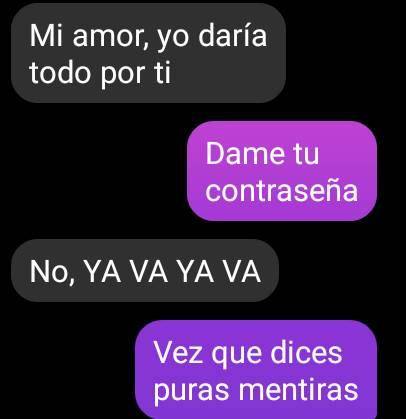 Mi amor, yo daría
todo por ti
Dame tu
contraseña
No, YA VA YA VA
Vez que dices
puras mentiras